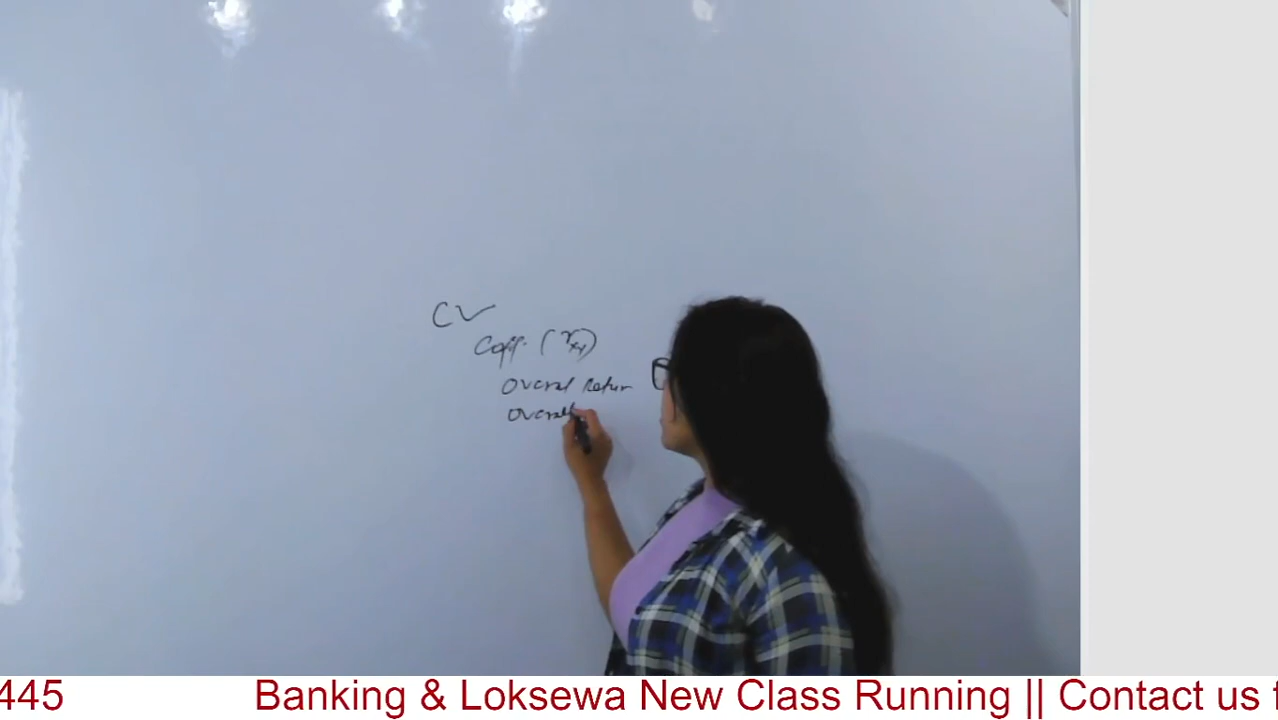 CV
Coff. (rxy)
Overal Retur
Overall
445 Banking & Loksewa New Class Running || Contact us f